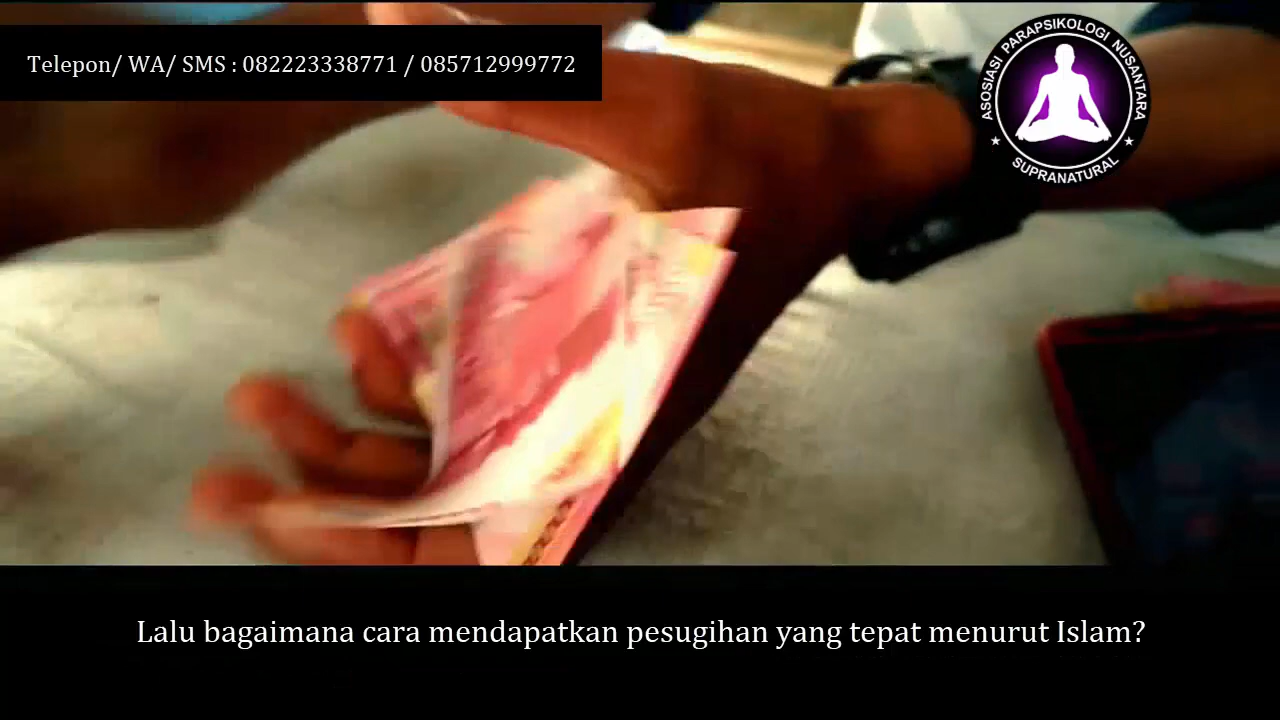 Telepon/ WA/ SMS : 082223338771 / 085712999772
ASOSIASI PARAPSIKOLOGI NUSANTARA
★ SUPRANATURAL ★
Lalu bagaimana cara mendapatkan pesugihan yang tepat menurut Islam?